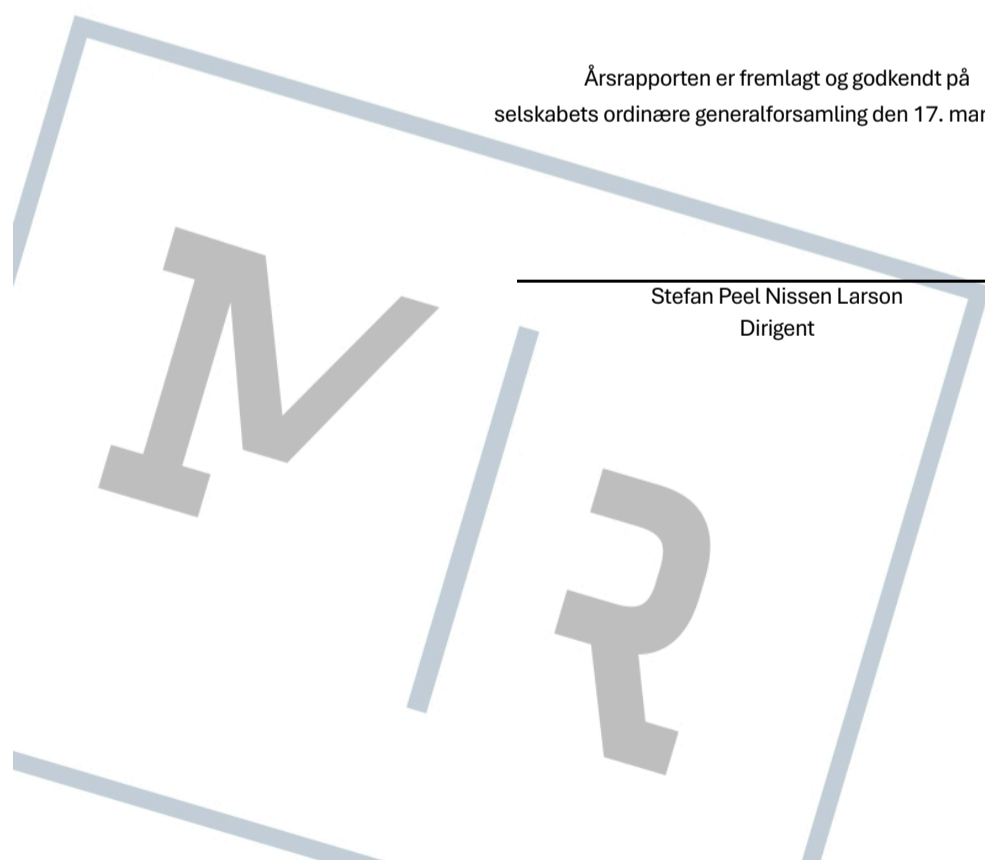 Årsrapporten er fremlagt og godkendt på
selskabets ordinære generalforsamling den 17.
Stefan Peel Nissen Larson
Dirigent